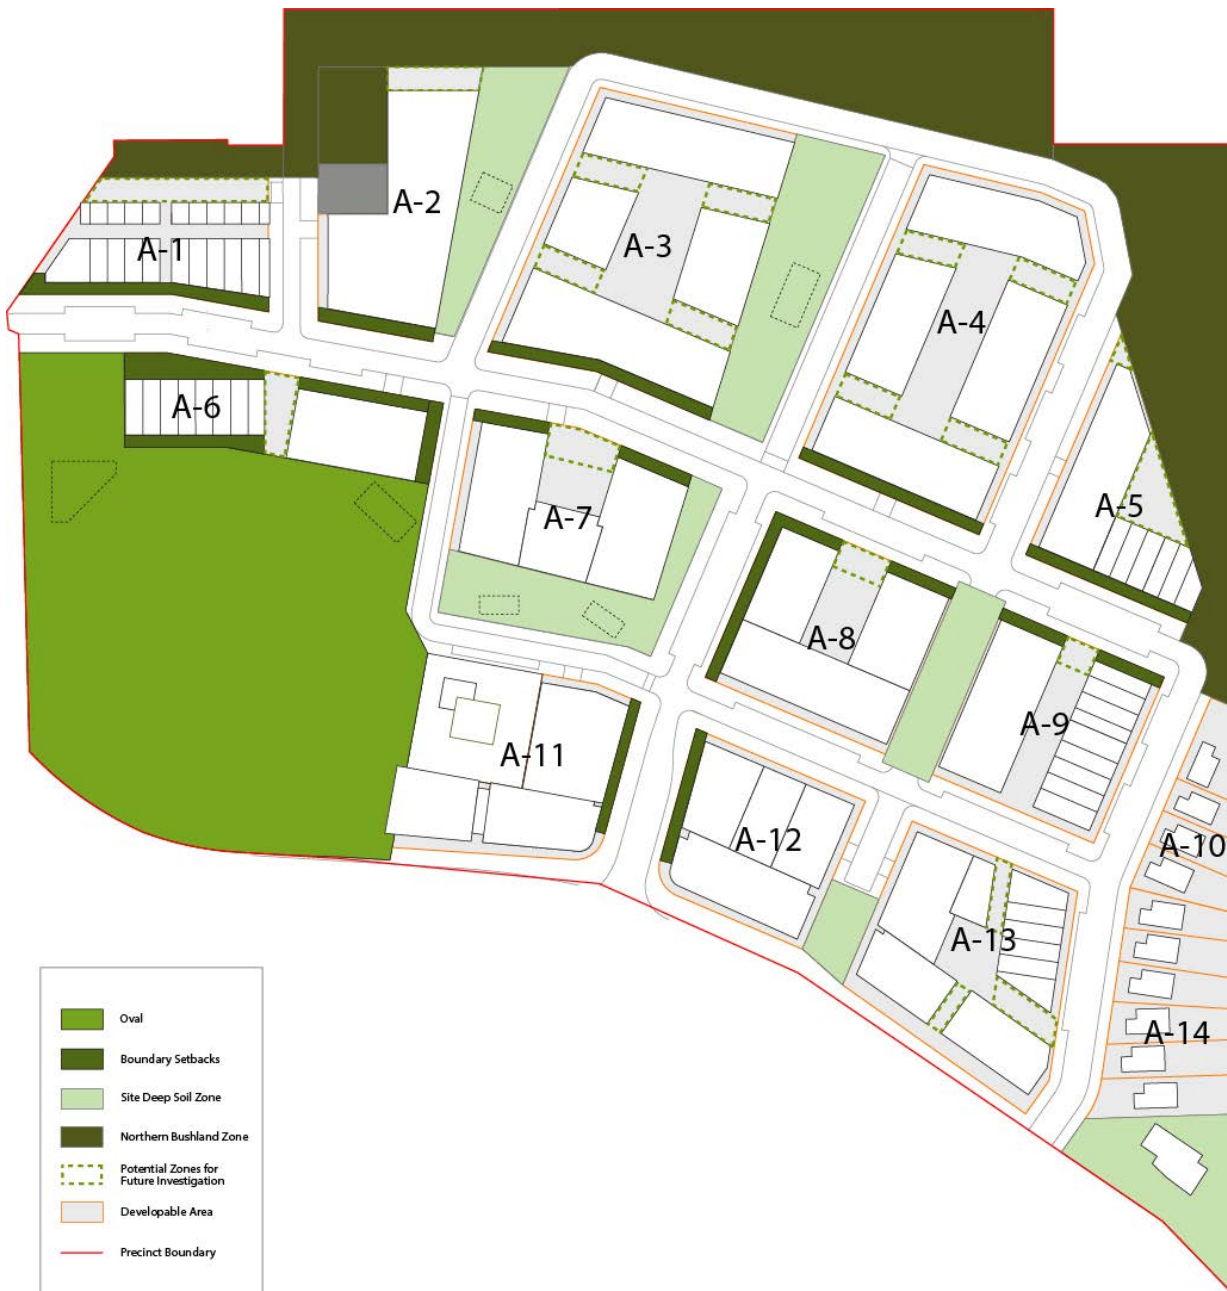 A-2
A-1
A-3
A-4
A-6
A-7
A-5
A-8
A-9
A-11
A-12
A-10
A-13
A-14
Oval
Boundary Setbacks
Site Deep Soil Zone
Northern Bushland Zone
Potential Zones for
Future Investigation
Developable Area
Precinct Boundary